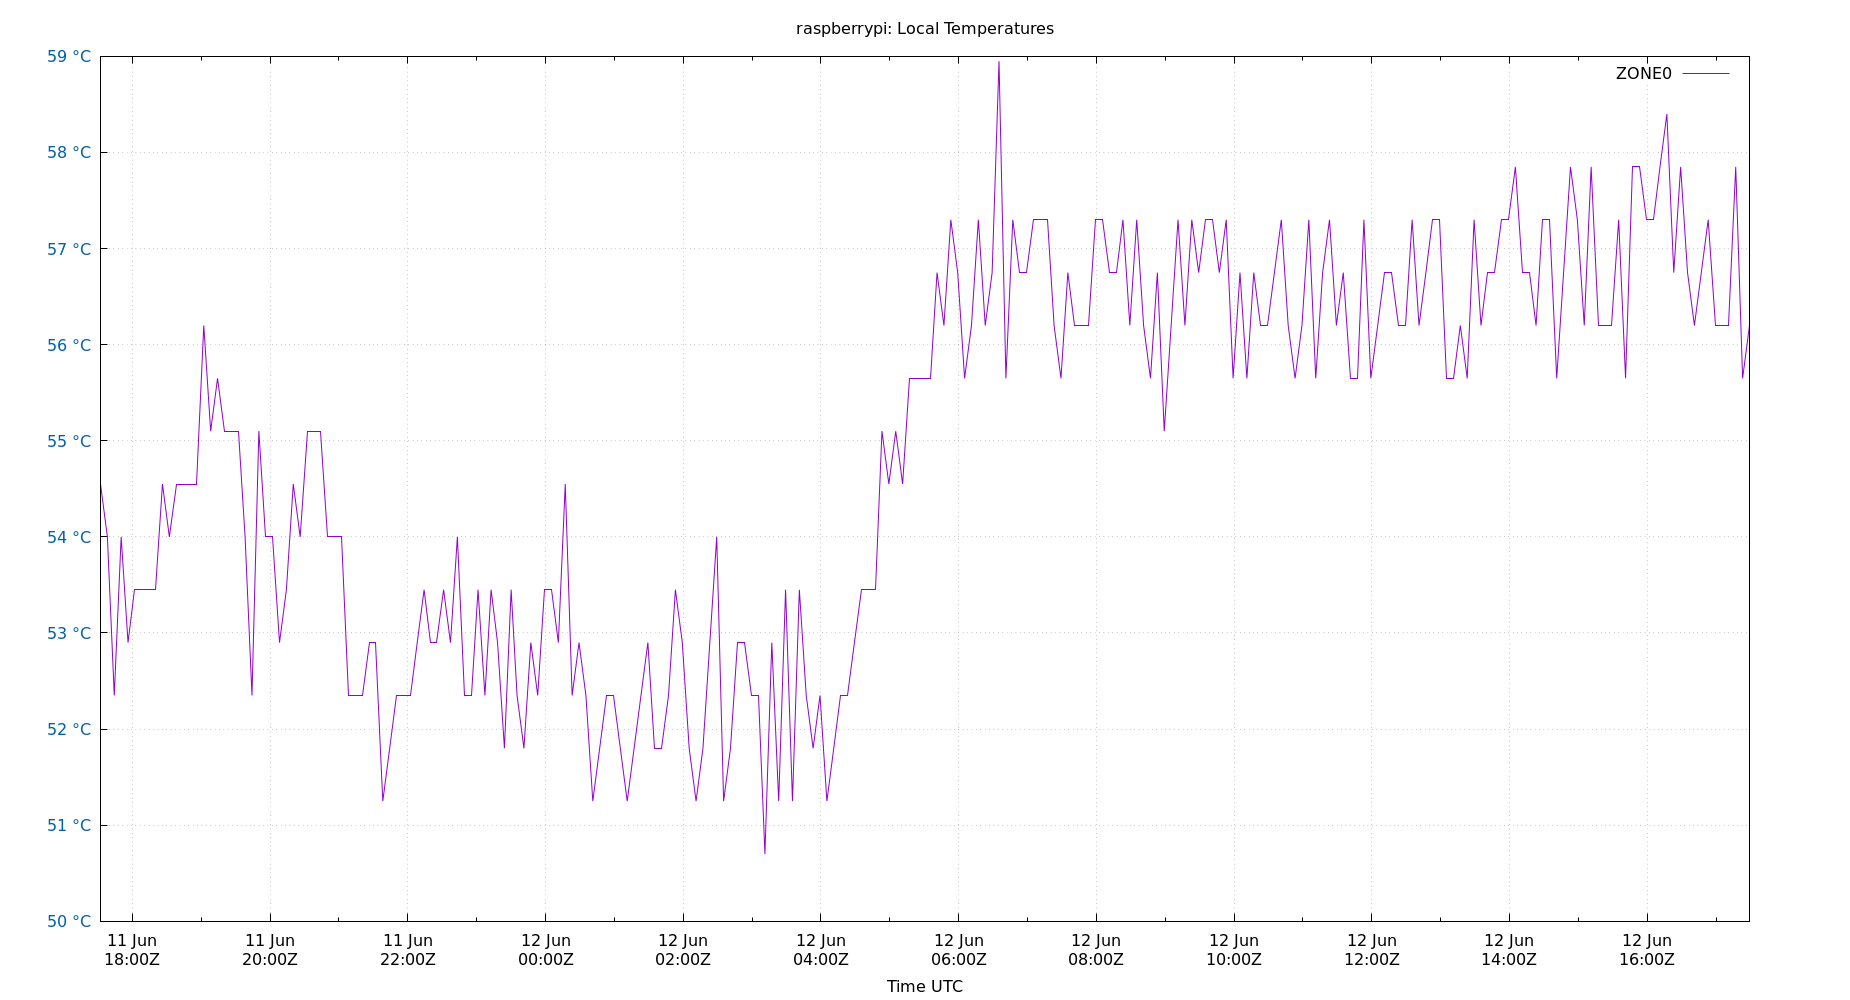 raspberrypi: Local Temperatures
ZONE0
59 °C
58 °C
57 °C
56 °C
55 °C
54 °C
53 °C
52 °C
51 °C
50 °C
11 Jun 11 Jun 11 Jun 12 Jun 12 Jun 12 Jun 12 Jun 12 Jun 12 Jun 12 Jun 12 Jun 12 Jun
18:00Z 20:00Z 22:00Z 00:00Z 02:00Z 04:00Z 06:00Z 08:00Z 10:00Z 12:00Z 14:00Z 16:00Z
Time UTC